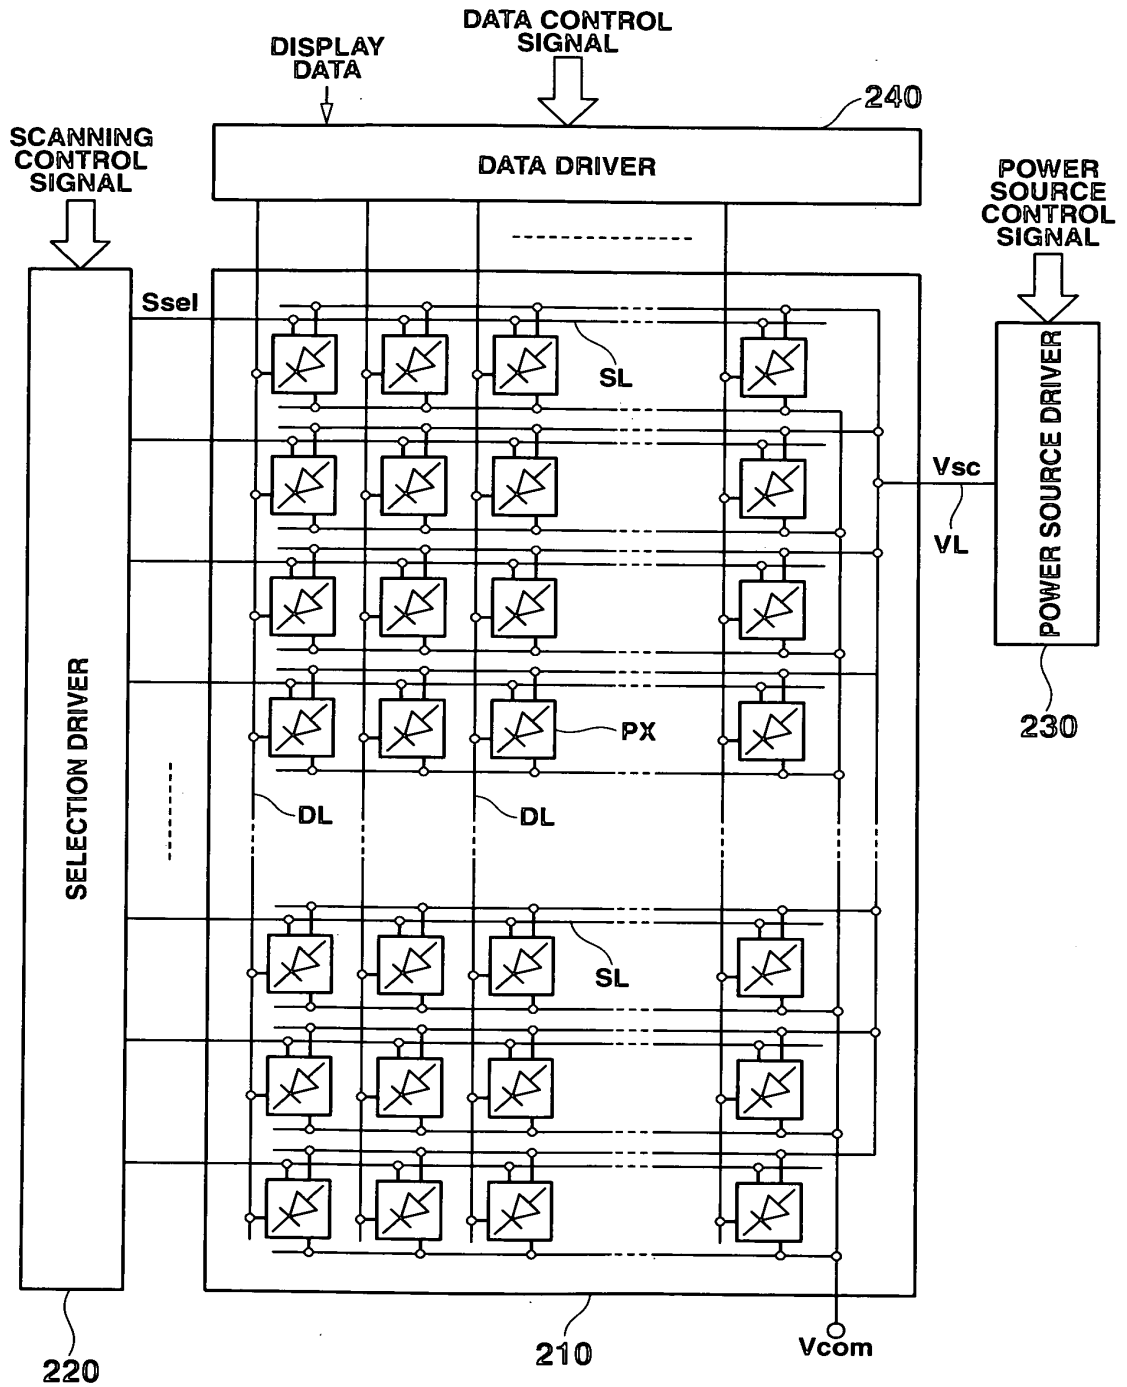 DATA CONTROL
SIGNAL
DISPLAY
DATA
240
SCANNING
CONTROL
SIGNAL
DATA DRIVER
POWER
SOURCE
CONTROL
SIGNAL
Ssel
SL
POWER SOURCE DRIVER
Vsc
VL
SELECTION DRIVER
PX
230
DL
DL
SL
220
210
Vcom